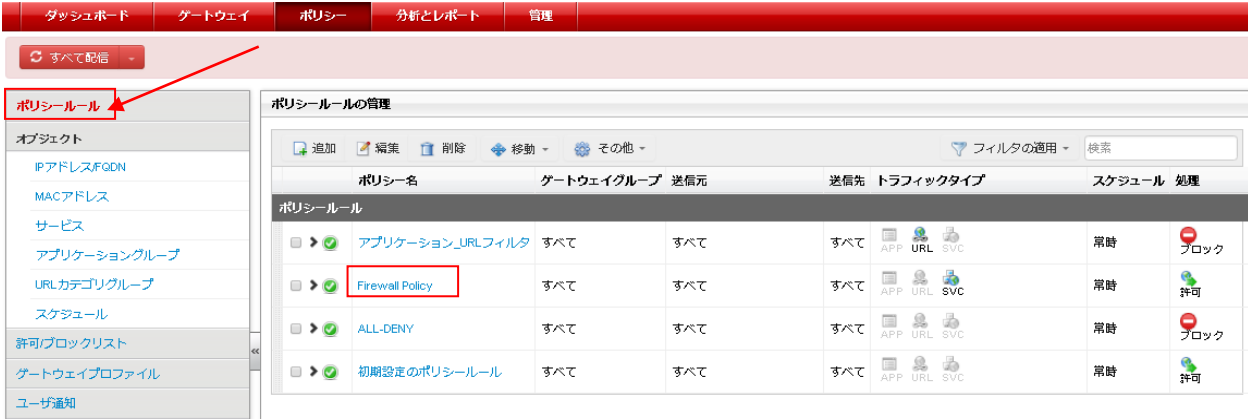 ダッシュボード ゲートウェイ ポリシー 分析とレポート 管理
すべて配信
ポリシールール
オブジェクト
IPアドレス/FQDN
MACアドレス
サービス
アプリケーショングループ
URLカテゴリグループ
スケジュール
許可/ブロックリスト
ゲートウェイプロファイル
ユーザ通知
«
ポリシールールの管理
追加 編集 削除 移動 その他 フィルタの適用 検索
ポリシー名 ゲートウェイグループ 送信元 送信先 トラフィックタイプ スケジュール 処理
ポリシールール
アプリケーション_URLフィルタ すべて すべて すべて APP URL SVC 常時 ブロック
Firewall Policy すべて すべて すべて APP URL SVC 常時 許可
ALL-DENY すべて すべて すべて APP URL SVC 常時 ブロック
初期設定のポリシールール すべて すべて すべて APP URL SVC 常時 許可